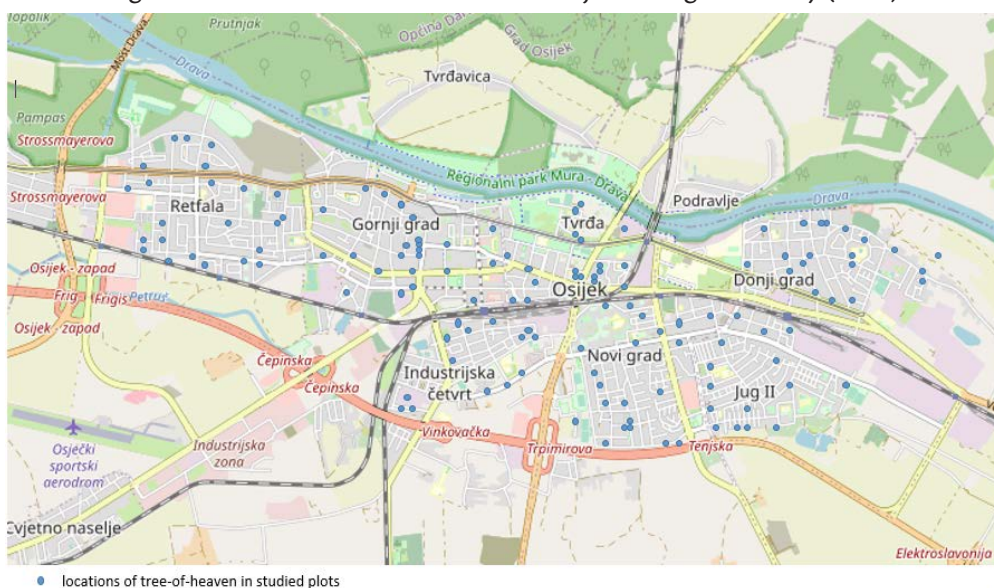 Topolik
Prutnjak
Most Drava
Drava
Općina Dar
Grad Osijek
Tvrđavica
Pampas
Strossmayerova
Regionalni park Mura - Drava
Podravlje
Drava
Strossmayerova
Retfala
Gornji grad
Tvrđa
Osijek - zapad
Donji grad
Frig
Frigis
Petruš
Osijek
Osijek - zapad
Čepinska
Novi grad
Čepinska
Industrijska
četvrt
Jug II
Vinkovačka
Trpimirova
Tenjska
Osječki
sportski
aerodrom
Industrijska
zona
Cvjetno naselje
Elektroslavonija
locations of tree-of-heaven in studied plots